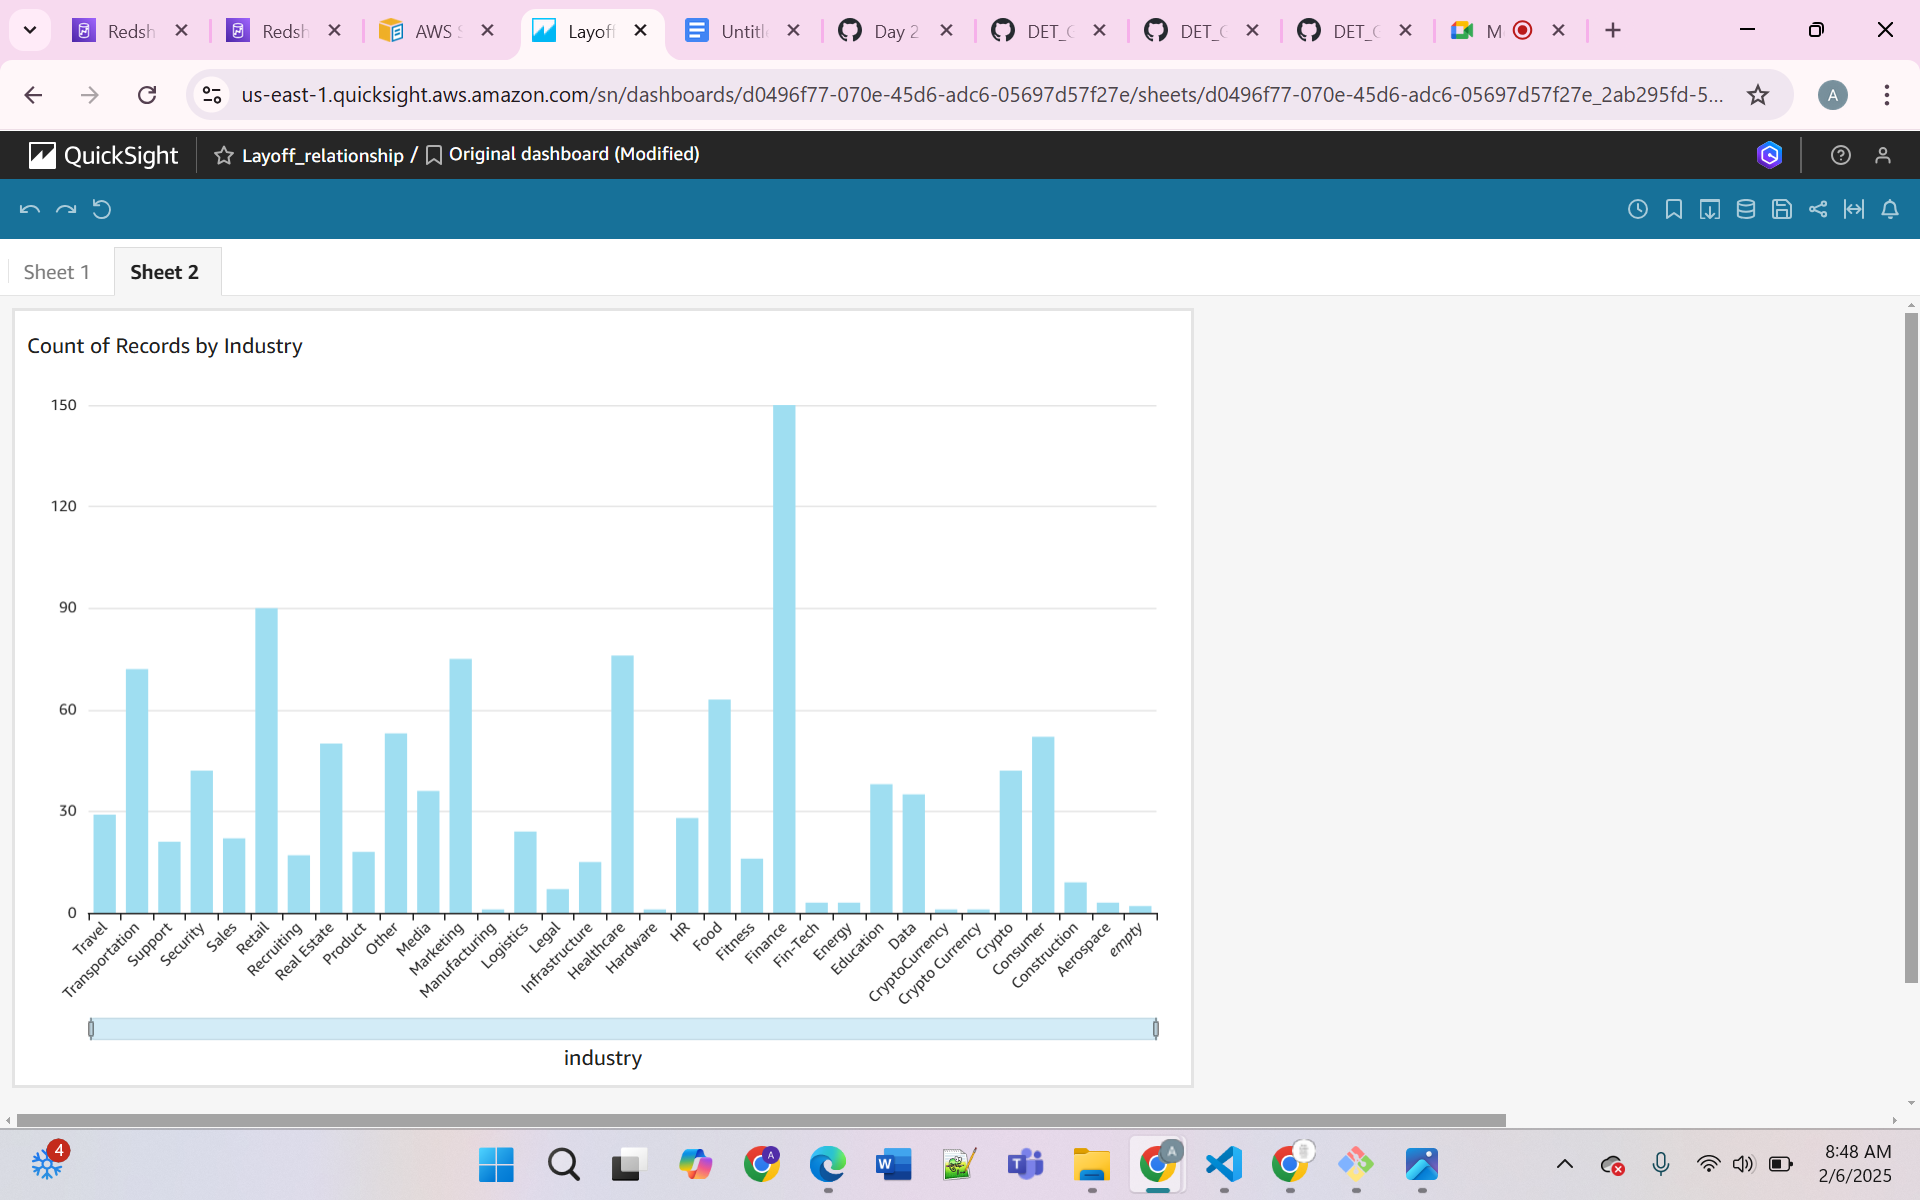 Redsh
Redsh
AWS S
Layoff
Untitl
Day 2
DET_G
DET_G
DET_G
M
us-east-1.quicksight.aws.amazon.com/sn/dashboards/d0496f77-070e-45d6-adc6-05697d57f27e/sheets/d0496f77-070e-45d6-adc6-05697d57f27e_2ab295fd-5...
A
QuickSight
Layoff_relationship / Original dashboard (Modified)
Sheet 1
Sheet 2
Count of Records by Industry
150
120
90
60
30
0
Travel
Transportation
Support
Security
Sales
Retail
Recruiting
Real Estate
Product
Other
Media
Marketing
Manufacturing
Logistics
Legal
Infrastructure
Healthcare
Hardware
HR
Food
Fitness
Finance
Fin-Tech
Energy
Education
Data
CryptoCurrency
Crypto Currency
Crypto
Consumer
Construction
Aerospace
empty
industry
4
A
W
T
A
8:48 AM
2/6/2025